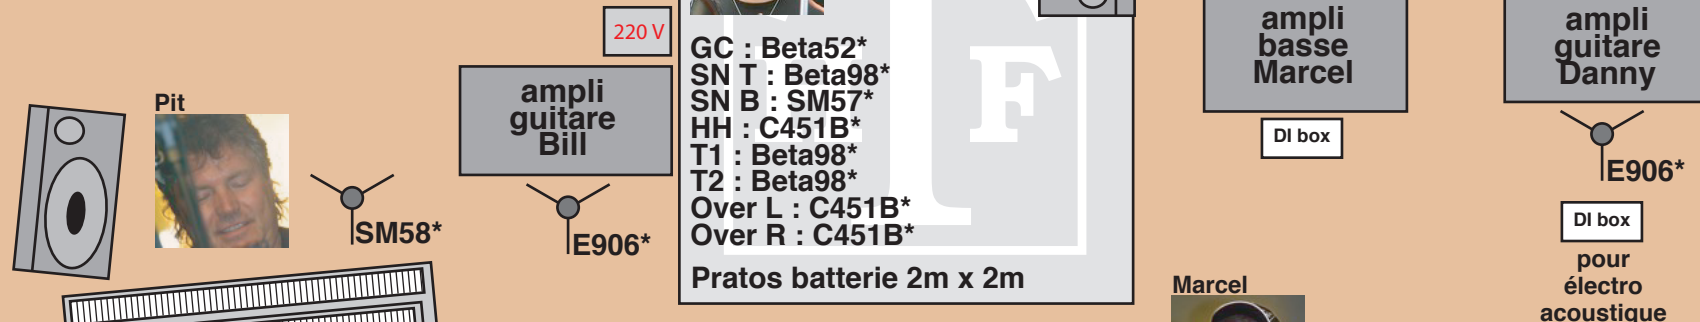 220 V
Pit
SM58*
ampli
guitare
Bill
E906*
GC : Beta52*
SN T : Beta98*
SN B : SM57*
HH : C451B*
T1 : Beta98*
T2 : Beta98*
Over L : C451B*
Over R : C451B*
Pratos batterie 2m x 2m
F
ampli
basse
Marcel
DI box
Marcel
ampli
guitare
Danny
E906*
DI box
pour
électro
acoustique